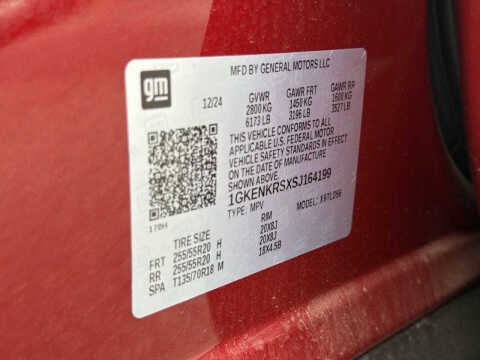 gm
MFD BY GENERAL MOTORS LLC
12/24 GVWR GAWR FRT GAWR RR
2800 KG 1450 KG 1600 KG
6173 LB 3196 LB 3527 LB
THIS VEHICLE CONFORMS TO ALL
APPLICABLE U.S. FEDERAL MOTOR
VEHICLE SAFETY STANDARDS IN
EFFECT ON THE DATE OF
MANUFACTURE SHOWN ABOVE.
1GKENKRSXSJ164199
TYPE: MPV MODEL:
170H
TIRE SIZE RIM
FRT 255/55R20 H 20X8J
RR 255/55R20 H 20X8J
SPA T135/70R18 M 18X4.5B